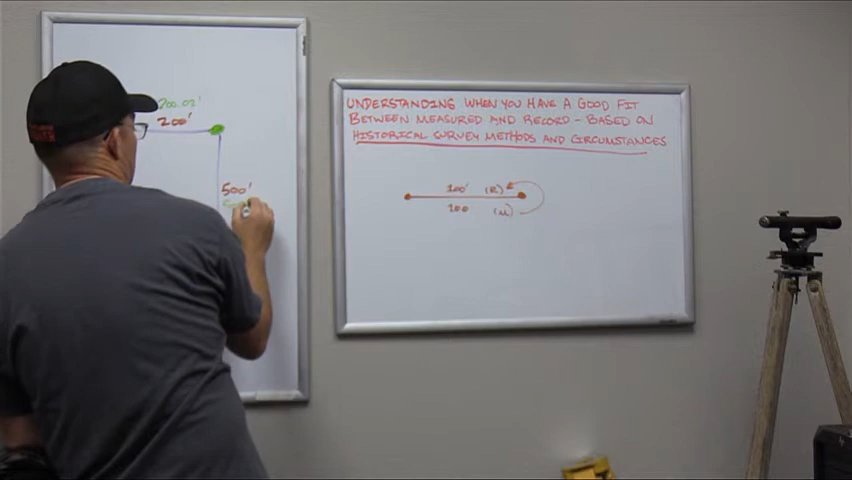 200.02'
200'
500'
UNDERSTANDING WHEN YOU HAVE A GOOD FIT
BETWEEN MEASURED AND RECORD - BASED ON
HISTORICAL SURVEY METHODS AND CIRCUMSTANCES
100' (R)
100 (M)